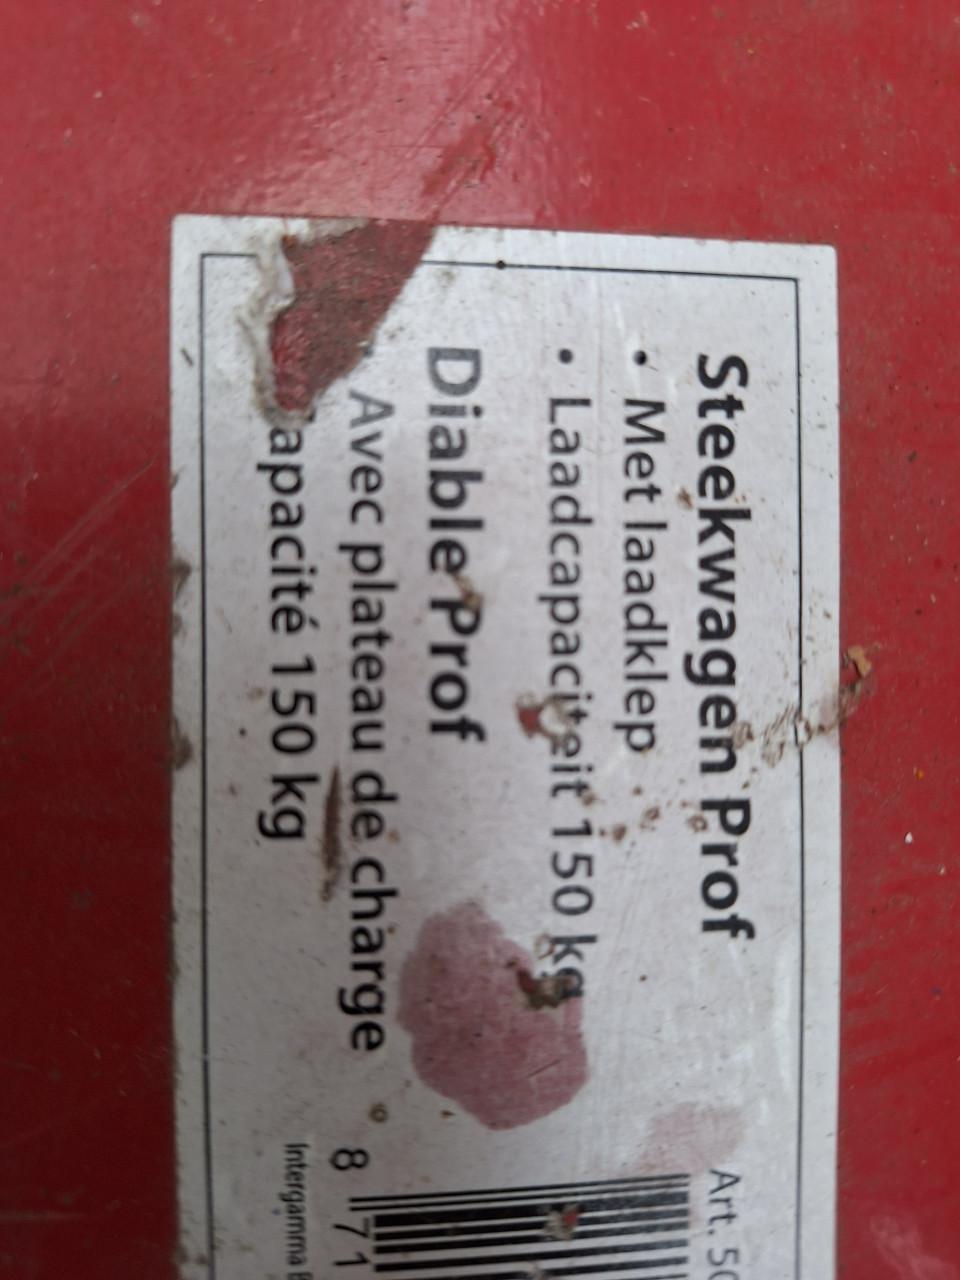 Steekwagen Prof
• Met laadklep
• Laadcapaciteit 150 kg
Diable Prof
Avec plateau de charge
apacité 150 kg
Art. 50
8 71
Intergamma B